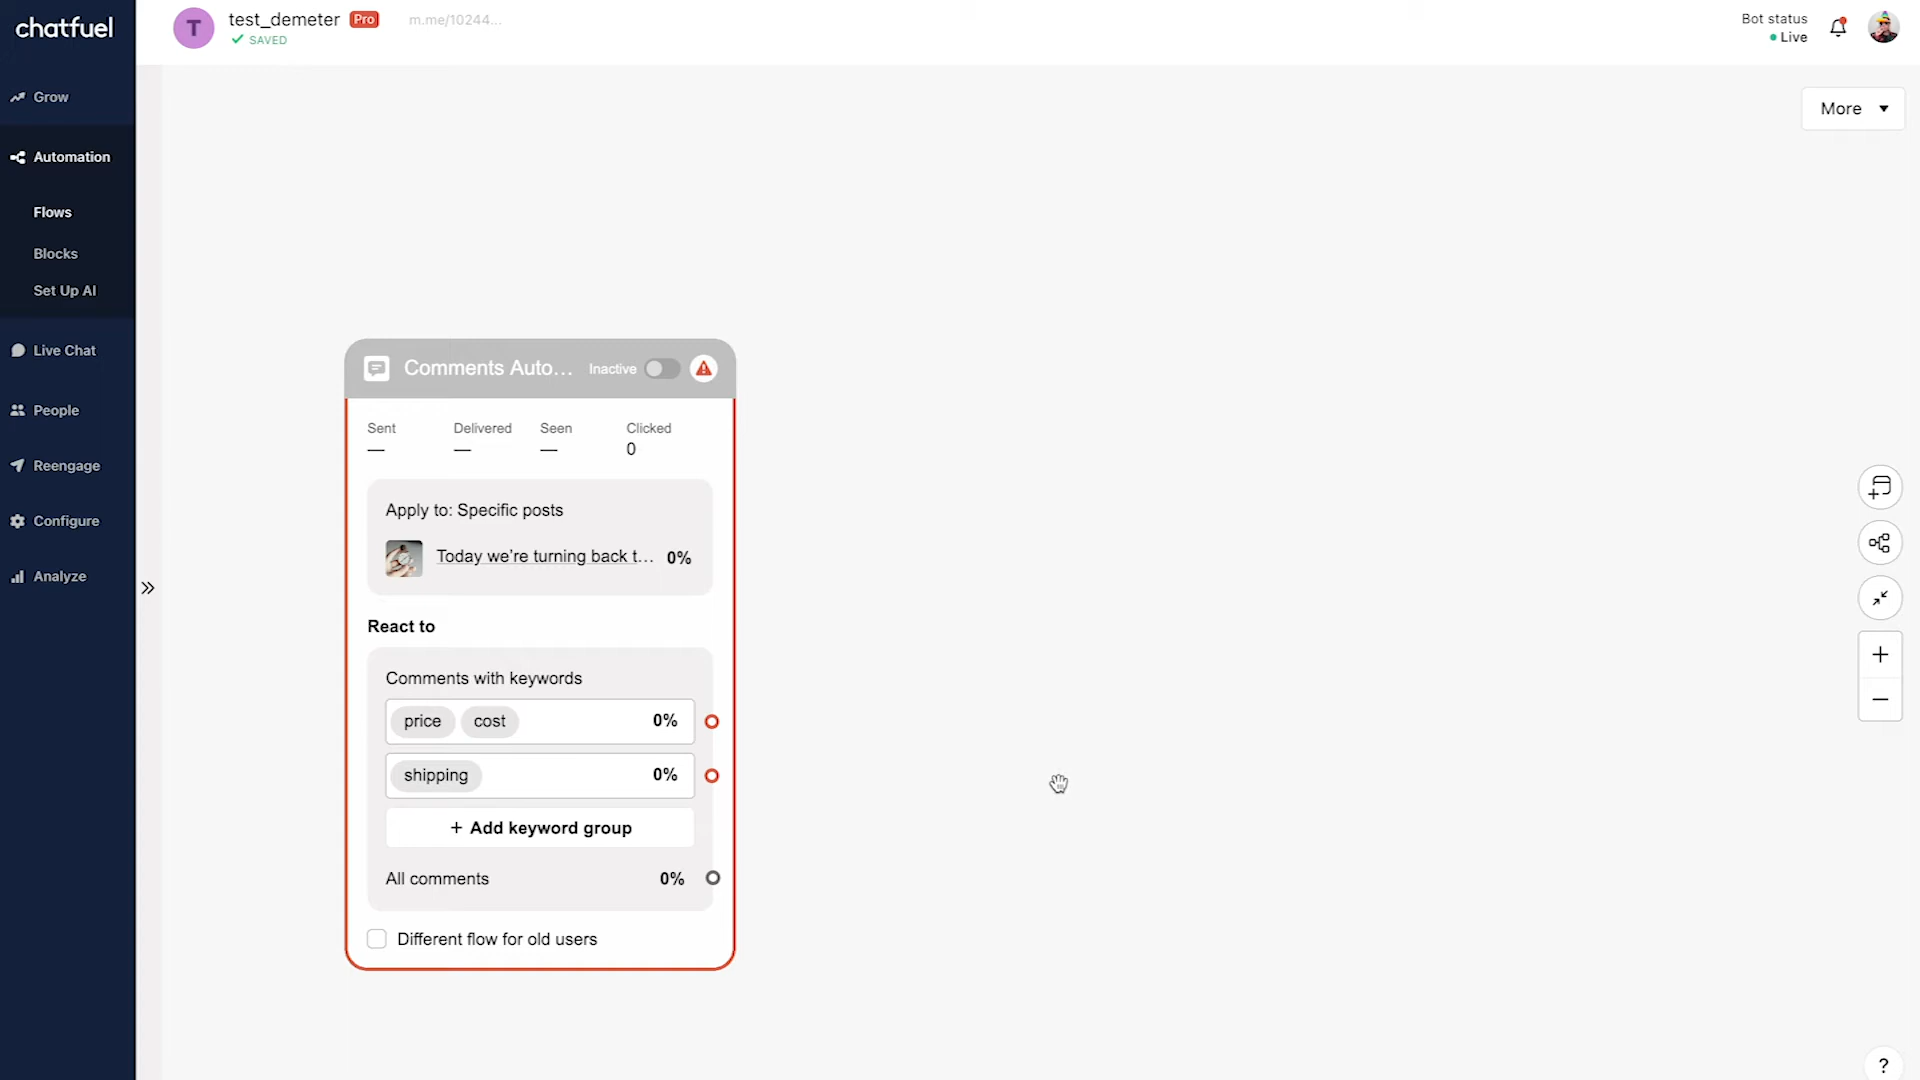 chatfuel
T
test_demeter Pro
m.me/10244...
SAVED
Bot status
Live
Grow
Automation
Flows
Blocks
Set Up AI
Live Chat
People
Reengage
Configure
Analyze
More
Comments Auto... Inactive
Sent Delivered Seen Clicked
— — — 0
Apply to: Specific posts
Today we're turning back t... 0%
React to
Comments with keywords
price cost 0%
shipping 0%
+ Add keyword group
All comments 0%
Different flow for old users
?